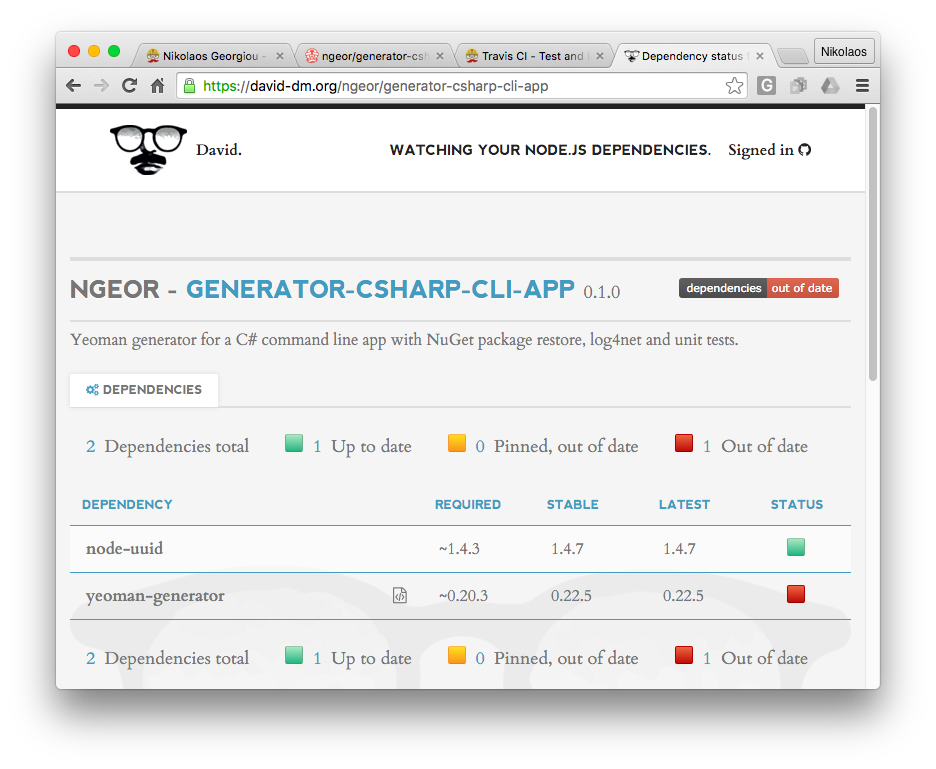 Nikolaos Georgiou - ngeor/generator-csh Travis CI - Test and Dependency status Nikolaos
https://david-dm.org/ngeor/generator-csharp-cli-app G
David. WATCHING YOUR NODE.JS DEPENDENCIES. Signed in
NGEOR - GENERATOR-CSHARP-CLI-APP 0.1.0 dependencies out of date
Yeoman generator for a C# command line app with NuGet package restore, log4net and unit tests.
DEPENDENCIES
2 Dependencies total 1 Up to date 0 Pinned, out of date 1 Out of date
DEPENDENCY REQUIRED STABLE LATEST STATUS
node-uuid ~1.4.3 1.4.7 1.4.7
yeoman-generator ~0.20.3 0.22.5 0.22.5
2 Dependencies total 1 Up to date 0 Pinned, out of date 1 Out of date